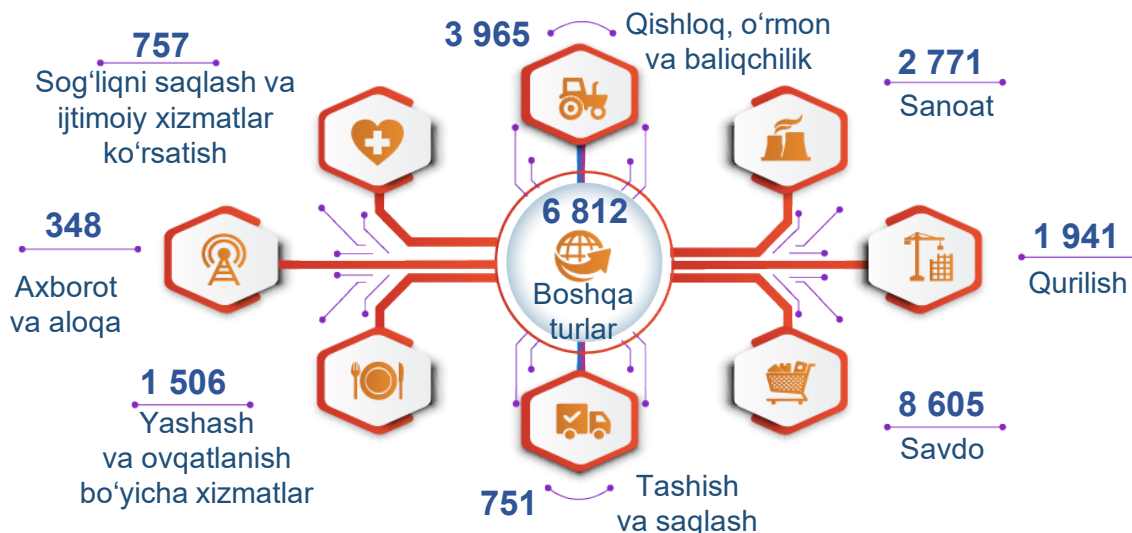 757
Sog‘liqni saqlash va
ijtimoiy xizmatlar
ko‘rsatish
3 965
Qishloq, o‘rmon
va baliqchilik
2 771
Sanoat
348
Axborot
va aloqa
6 812
Boshqa
turlar
1 941
Qurilish
1 506
Yashash
va ovqatlanish
bo‘yicha xizmatlar
751
Tashish
va saqlash
8 605
Savdo